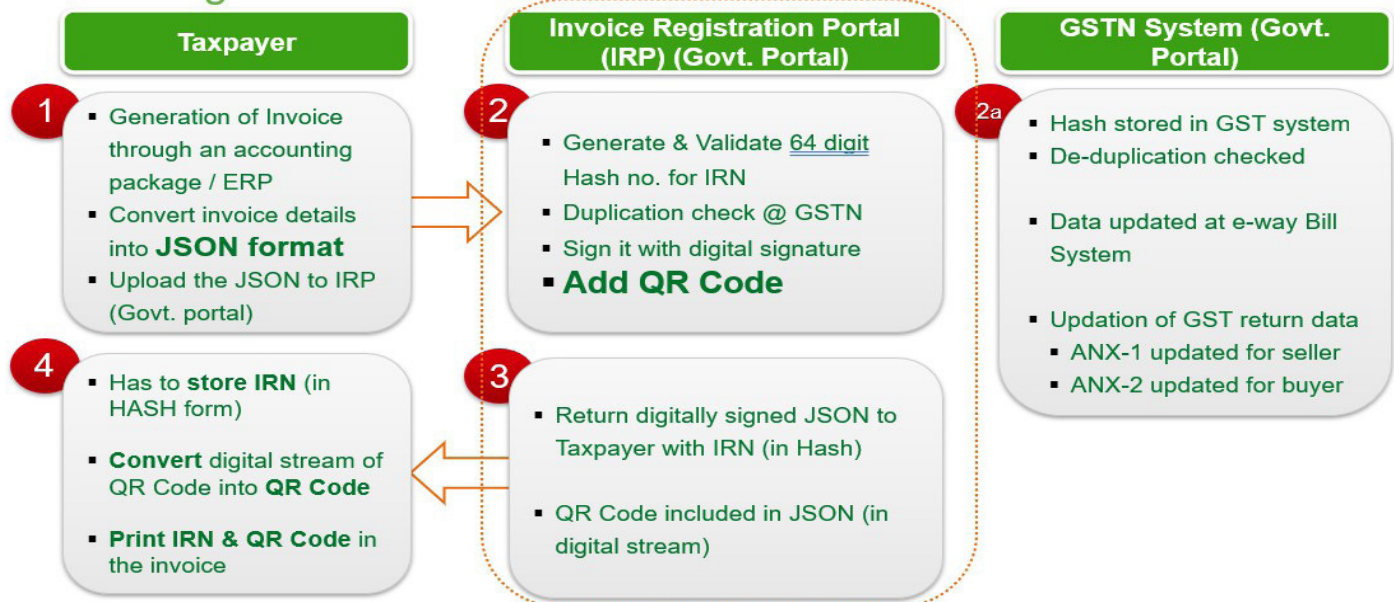 Taxpayer
Invoice Registration Portal
(IRP) (Govt. Portal)
GSTN System (Govt.
Portal)
1
▪ Generation of Invoice
through an accounting
package / ERP
▪ Convert invoice details
into JSON format
▪ Upload the JSON to IRP
(Govt. portal)
2
▪ Generate & Validate 64 digit
Hash no. for IRN
▪ Duplication check @ GSTN
▪ Sign it with digital signature
▪ Add QR Code
2a
▪ Hash stored in GST system
▪ De-duplication checked
▪ Data updated at e-way Bill
System
▪ Updation of GST return data
▪ ANX-1 updated for seller
▪ ANX-2 updated for buyer
4
▪ Has to store IRN (in
HASH form)
▪ Convert digital stream of
QR Code into QR Code
▪ Print IRN & QR Code in
the invoice
3
▪ Return digitally signed JSON to
Taxpayer with IRN (in Hash)
▪ QR Code included in JSON (in
digital stream)